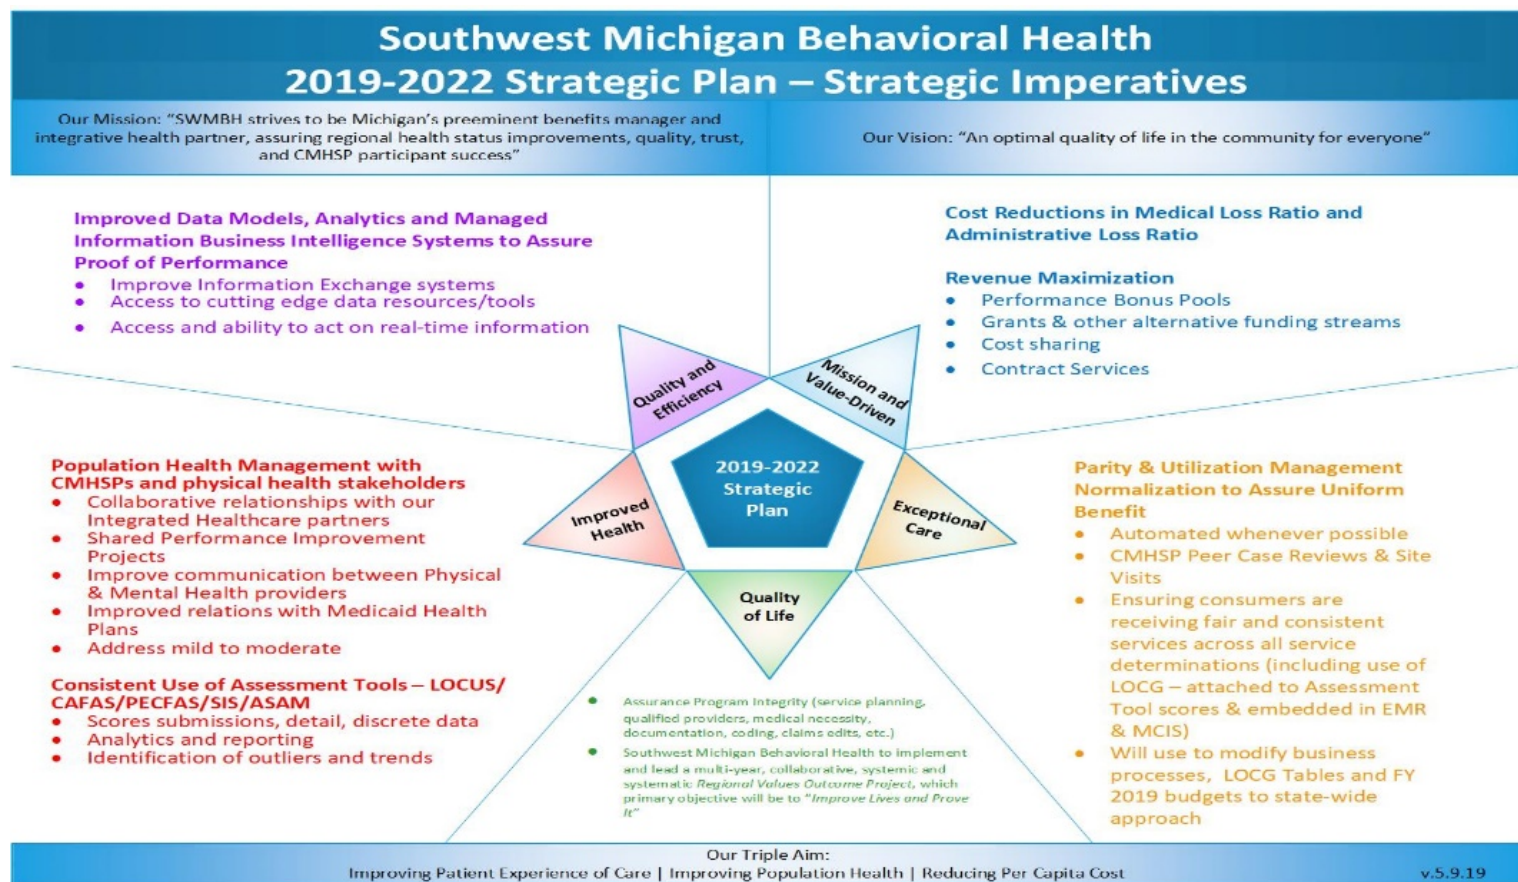 Southwest Michigan Behavioral Health
2019-2022 Strategic Plan – Strategic Imperatives
Our Mission: “SWMBH strives to be Michigan’s preeminent benefits manager and
integrative health partner, assuring regional health status improvements, quality, trust,
and CMHSP participant success”
Our Vision: “An optimal quality of life in the community for everyone”
Improved Data Models, Analytics and Managed
Information Business Intelligence Systems to Assure
Proof of Performance
● Improve Information Exchange systems
● Access to cutting edge data resources/tools
● Access and ability to act on real-time information
Cost Reductions in Medical Loss Ratio and
Administrative Loss Ratio
Revenue Maximization
● Performance Bonus Pools
● Grants & other alternative funding streams
● Cost sharing
● Contract Services
Quality and
Efficiency
Mission and
Value-Driven
2019-2022
Strategic
Plan
Improved
Health
Exceptional
Care
Quality
of Life
Population Health Management with
CMHSPs and physical health stakeholders
● Collaborative relationships with our
Integrated Healthcare partners
● Shared Performance Improvement
Projects
● Improve communication between Physical
& Mental Health providers
● Improved relations with Medicaid Health
Plans
● Address mild to moderate
Consistent Use of Assessment Tools – LOCUS/
CAFAS/PECFAS/SIS/ASAM
● Scores submissions, detail, discrete data
● Analytics and reporting
● Identification of outliers and trends
● Assurance Program Integrity (service planning,
qualified providers, medical necessity,
documentation, coding, claims edits, etc.)
● Southwest Michigan Behavioral Health to implement
and lead a multi-year, collaborative, systemic and
systematic Regional Values Outcome Project, which
primary objective will be to “Improve Lives and Prove
It”
Parity & Utilization Management
Normalization to Assure Uniform
Benefit
● Automated whenever possible
● CMHSP Peer Case Reviews & Site
Visits
● Ensuring consumers are
receiving fair and consistent
services across all service
determinations (including use of
LOCG – attached to Assessment
Tool scores & embedded in EMR
& MCIS)
● Will use to modify business
processes, LOCG Tables and FY
2019 budgets to state-wide
approach
Our Triple Aim:
Improving Patient Experience of Care | Improving Population Health | Reducing Per Capita Cost
v.5.9.19